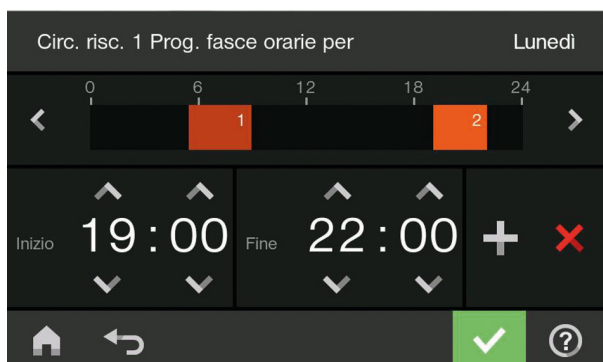 Circ. risc. 1 Prog. fasce orarie per Lunedì
0 6 12 18 24
1 2
Inizio 19:00 Fine 22:00
?